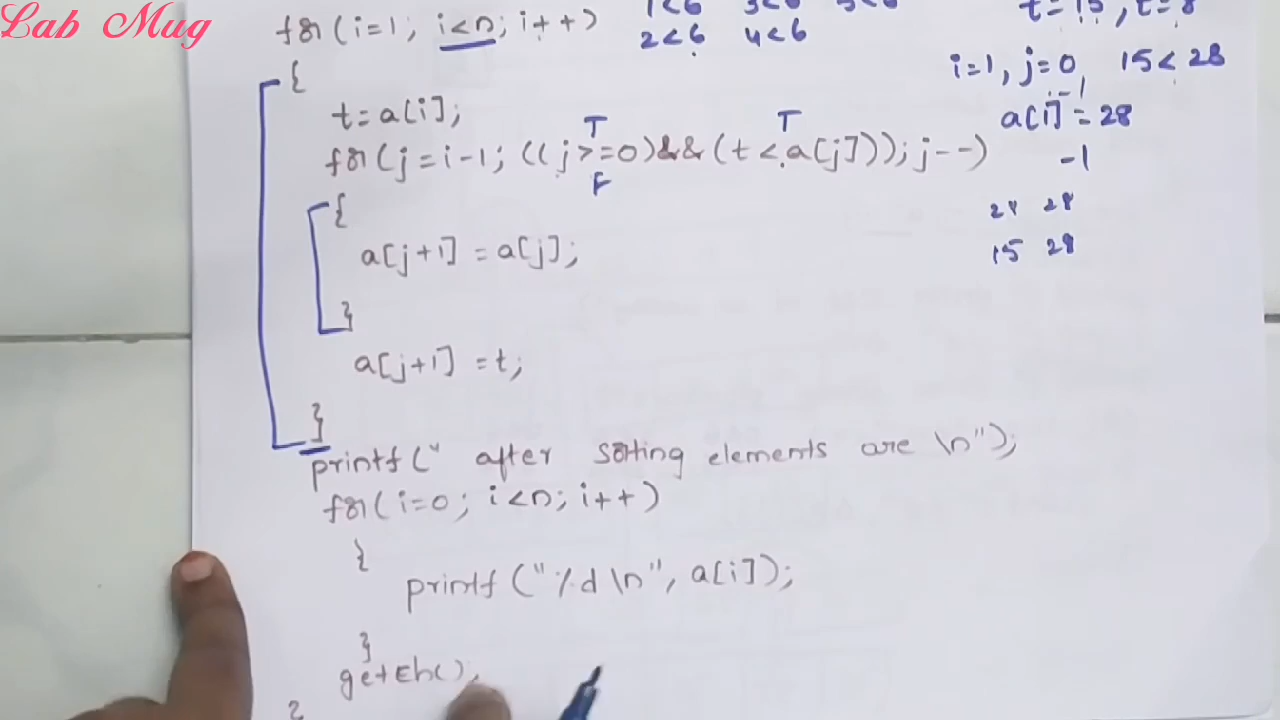 Lab Mug
for(i=1; i<n; i++) 1<6 3<6 5<6
2<6 4<6
t=15, t=8
i=1, j=0, 15<28
i-1
a[i]=28
-1
24 28
15 28
{
t=a[i];
T T
for(j=i-1; ((j>=0)&&(t<a[j])); j--)
F
{
a[j+1]=a[j];
}
a[j+1]=t;
}
printf(" after sorting elements are \n");
for(i=0; i<n; i++)
{
printf("%d\n", a[i]);
}
getch();